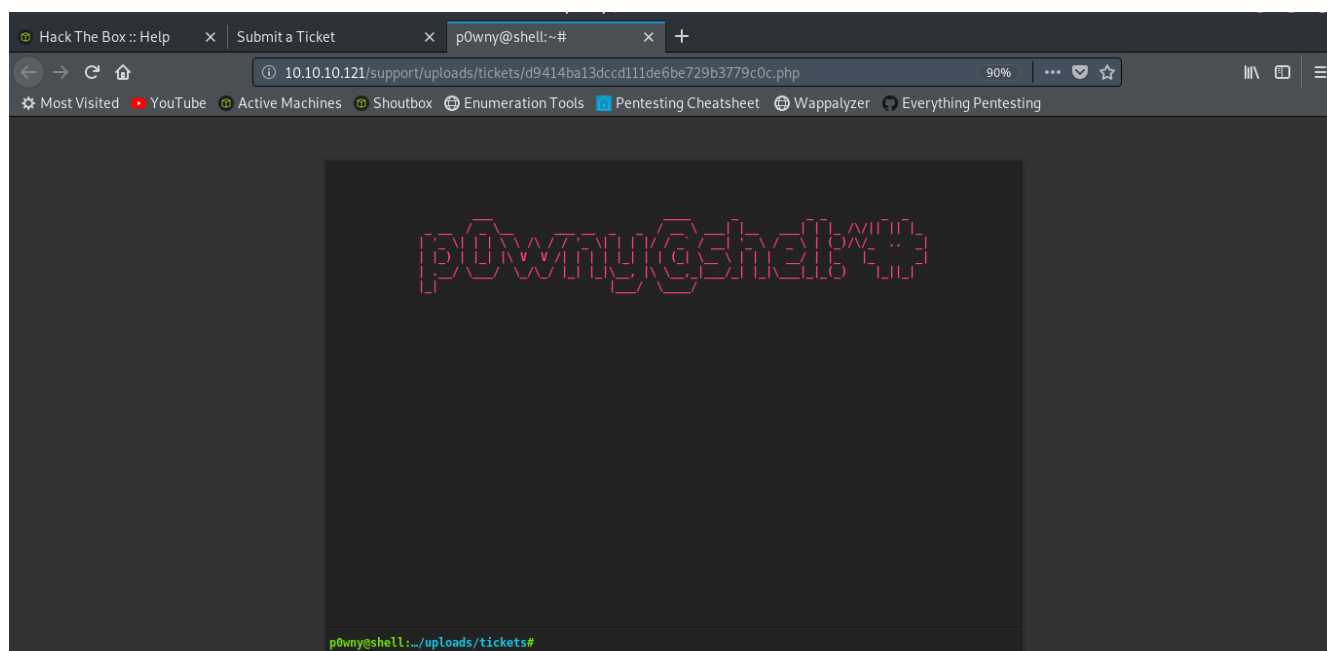 Hack The Box :: Help
Submit a Ticket
p0wny@shell:~#
10.10.10.121/support/uploads/tickets/d9414ba13dccd111de6be729b3779c0c.php
90%
Most Visited
YouTube
Active Machines
Shoutbox
Enumeration Tools
Pentesting Cheatsheet
Wappalyzer
Everything Pentesting
p0wny@shell:~#
p0wny@shell:…/uploads/tickets#